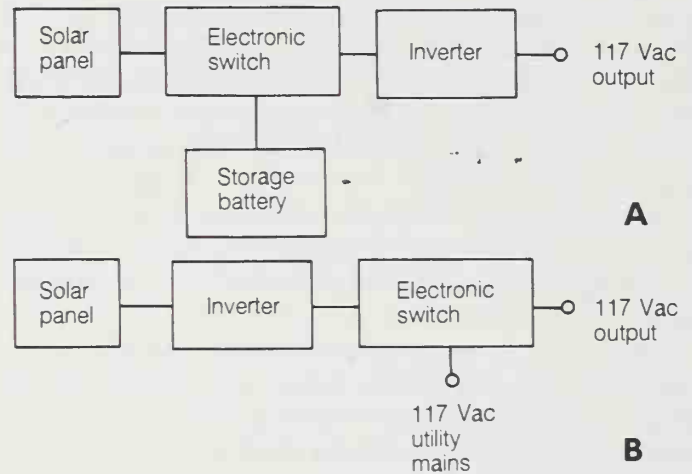 Solar
panel
Electronic
switch
Inverter
117 Vac
output
Storage
battery
A
Solar
panel
Inverter
Electronic
switch
117 Vac
output
117 Vac
utility
mains
B